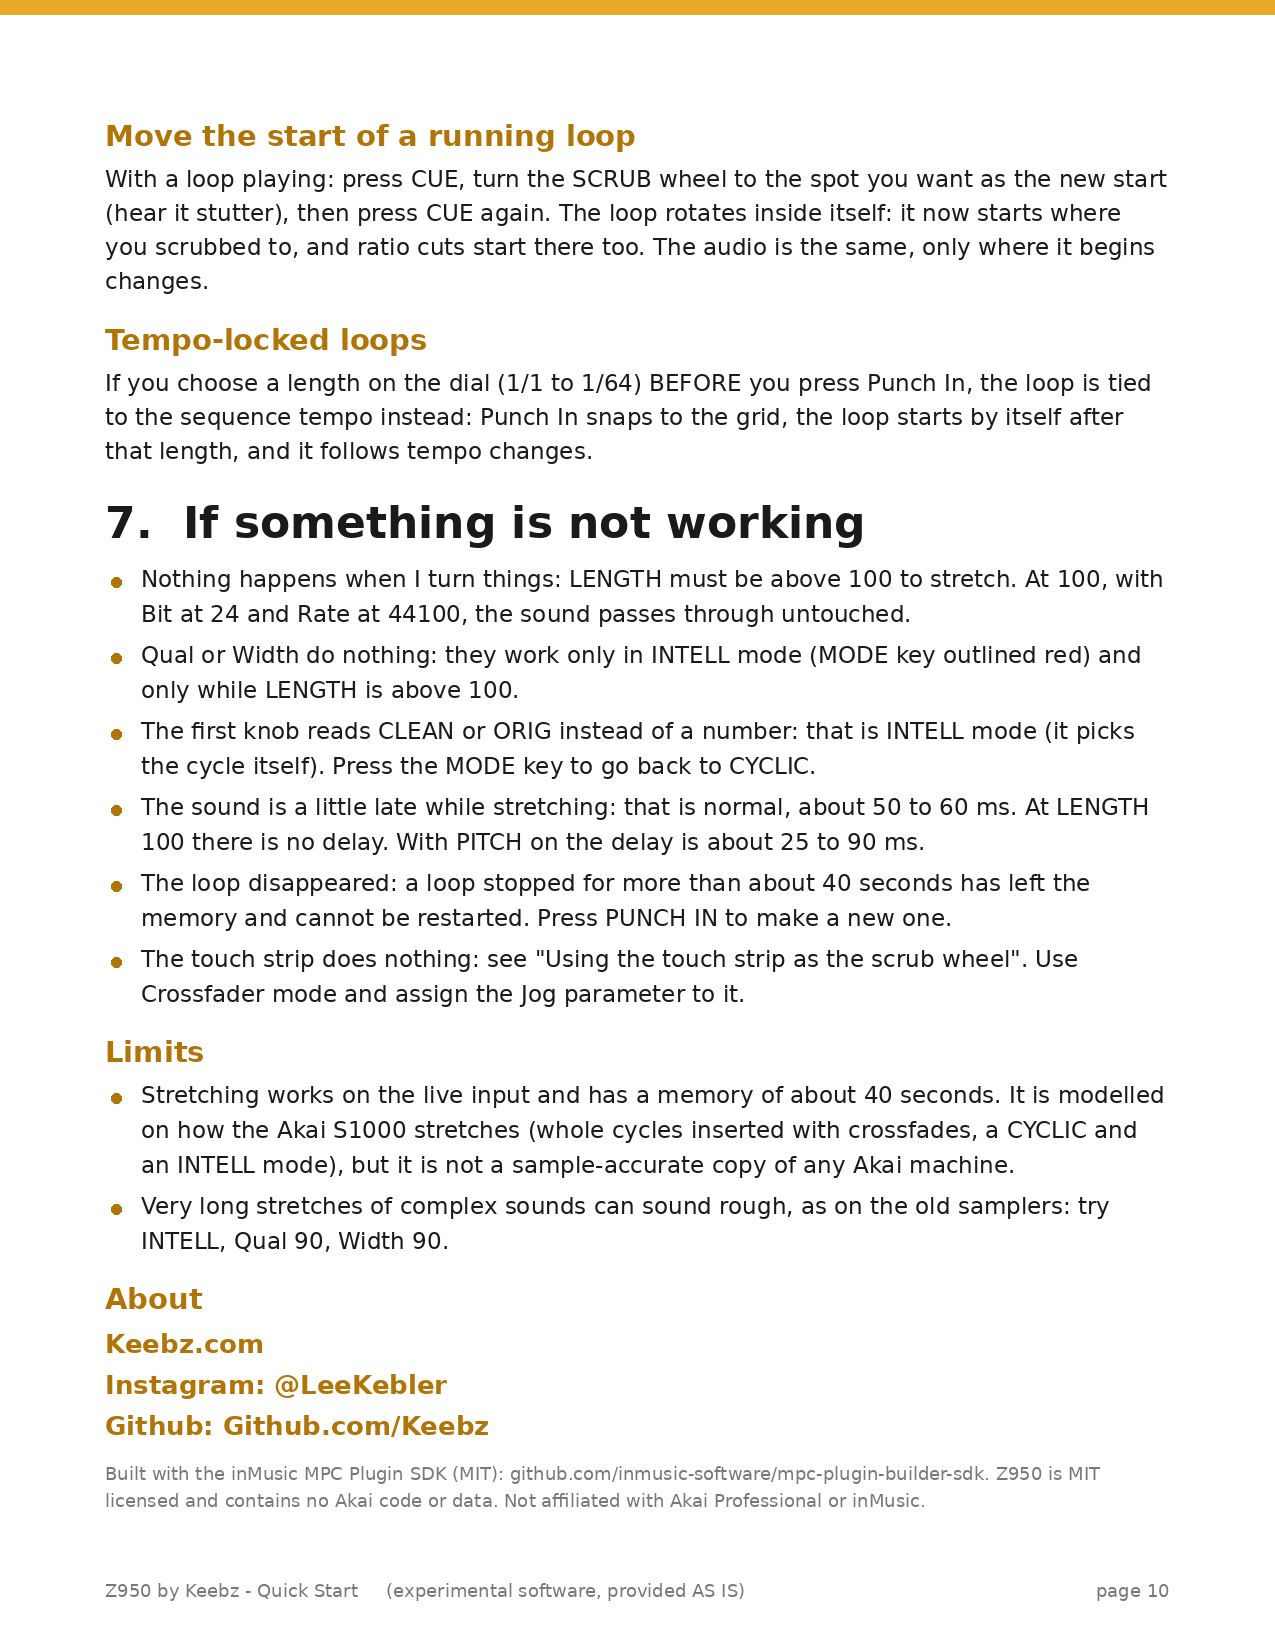 Move the start of a running loop
With a loop playing: press CUE, turn the SCRUB wheel to the spot you want as the new start
(hear it stutter), then press CUE again. The loop rotates inside itself: it now starts where
you scrubbed to, and ratio cuts start there too. The audio is the same, only where it begins
changes.
Tempo-locked loops
If you choose a length on the dial (1/1 to 1/64) BEFORE you press Punch In, the loop is tied
to the sequence tempo instead: Punch In snaps to the grid, the loop starts by itself after
that length, and it follows tempo changes.
7. If something is not working
• Nothing happens when I turn things: LENGTH must be above 100 to stretch. At 100, with
Bit at 24 and Rate at 44100, the sound passes through untouched.
• Qual or Width do nothing: they work only in INTELL mode (MODE key outlined red) and
only while LENGTH is above 100.
• The first knob reads CLEAN or ORIG instead of a number: that is INTELL mode (it picks
the cycle itself). Press the MODE key to go back to CYCLIC.
• The sound is a little late while stretching: that is normal, about 50 to 60 ms. At LENGTH
100 there is no delay. With PITCH on the delay is about 25 to 90 ms.
• The loop disappeared: a loop stopped for more than about 40 seconds has left the
memory and cannot be restarted. Press PUNCH IN to make a new one.
• The touch strip does nothing: see "Using the touch strip as the scrub wheel". Use
Crossfader mode and assign the Jog parameter to it.
Limits
• Stretching works on the live input and has a memory of about 40 seconds. It is modelled
on how the Akai S1000 stretches (whole cycles inserted with crossfades, a CYCLIC and
an INTELL mode), but it is not a sample-accurate copy of any Akai machine.
• Very long stretches of complex sounds can sound rough, as on the old samplers: try
INTELL, Qual 90, Width 90.
About
Keebz.com
Instagram: @LeeKebler
Github: Github.com/Keebz
Built with the inMusic MPC Plugin SDK (MIT): github.com/inmusic-software/mpc-plugin-builder-sdk. Z950 is MIT
licensed and contains no Akai code or data. Not affiliated with Akai Professional or inMusic.
Z950 by Keebz - Quick Start (experimental software, provided AS IS) page 10